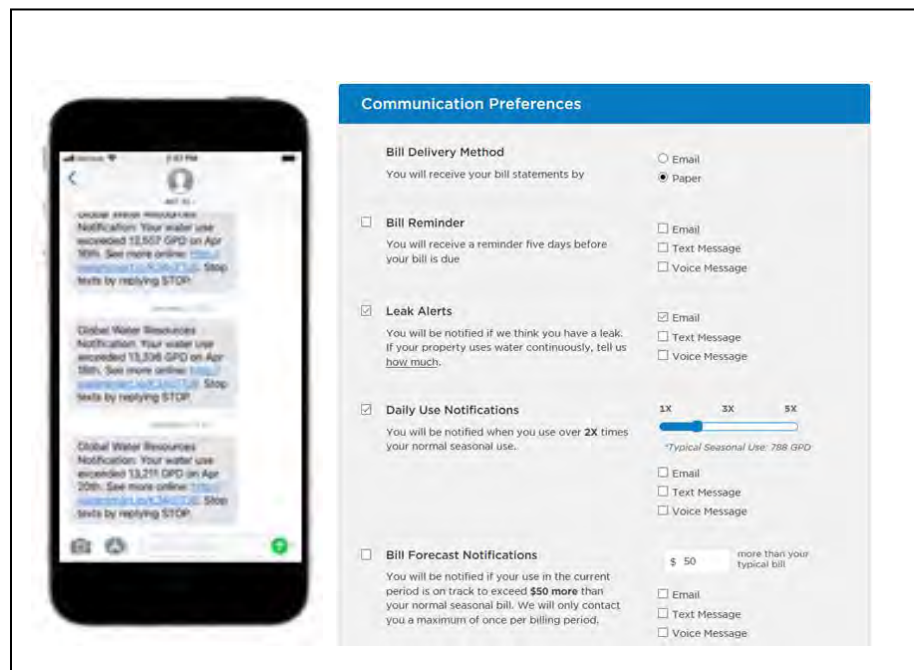 Global Water Resources
Notification: Your water use
exceeded 12,557 GPD on Apr
16th. See more online:
Stop
texts by replying STOP.
Global Water Resources
Notification: Your water use
exceeded 13,336 GPD on Apr
18th. See more online:
Stop
texts by replying STOP.
Global Water Resources
Notification: Your water use
exceeded 13,211 GPD on Apr
20th. See more online:
Stop
texts by replying STOP.
Communication Preferences
Bill Delivery Method
You will receive your bill statements by
Email
Paper
Bill Reminder
You will receive a reminder five days before
your bill is due
Email
Text Message
Voice Message
Leak Alerts
You will be notified if we think you have a leak.
If your property uses water continuously, tell us
how much.
Email
Text Message
Voice Message
Daily Use Notifications
You will be notified when you use over 2X times
your normal seasonal use.
1X 3X 5X
*Typical Seasonal Use: 788 GPD
Email
Text Message
Voice Message
Bill Forecast Notifications
You will be notified if your use in the current
period is on track to exceed $50 more than
your normal seasonal bill. We will only contact
you a maximum of once per billing period.
$ 50
more than your
typical bill
Email
Text Message
Voice Message